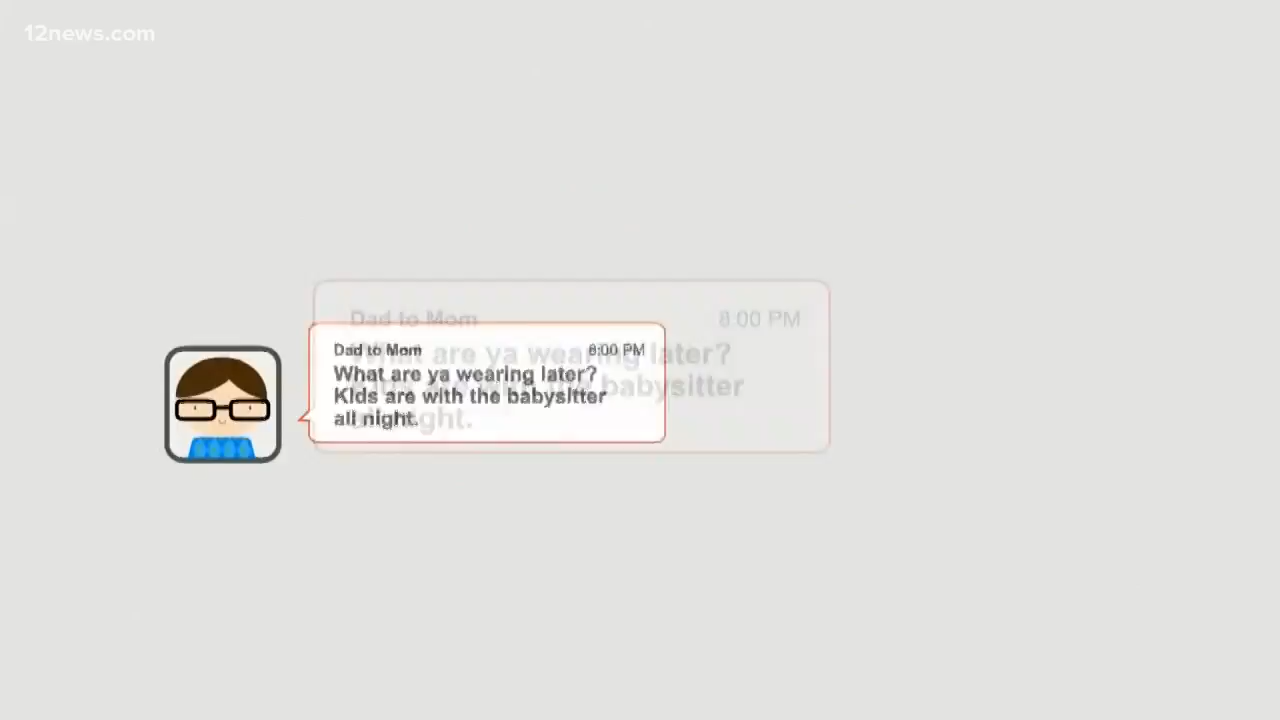 12news.com
Dad to Mom 8:00 PM
What are ya wearing later?
Kids are with the babysitter
all night.